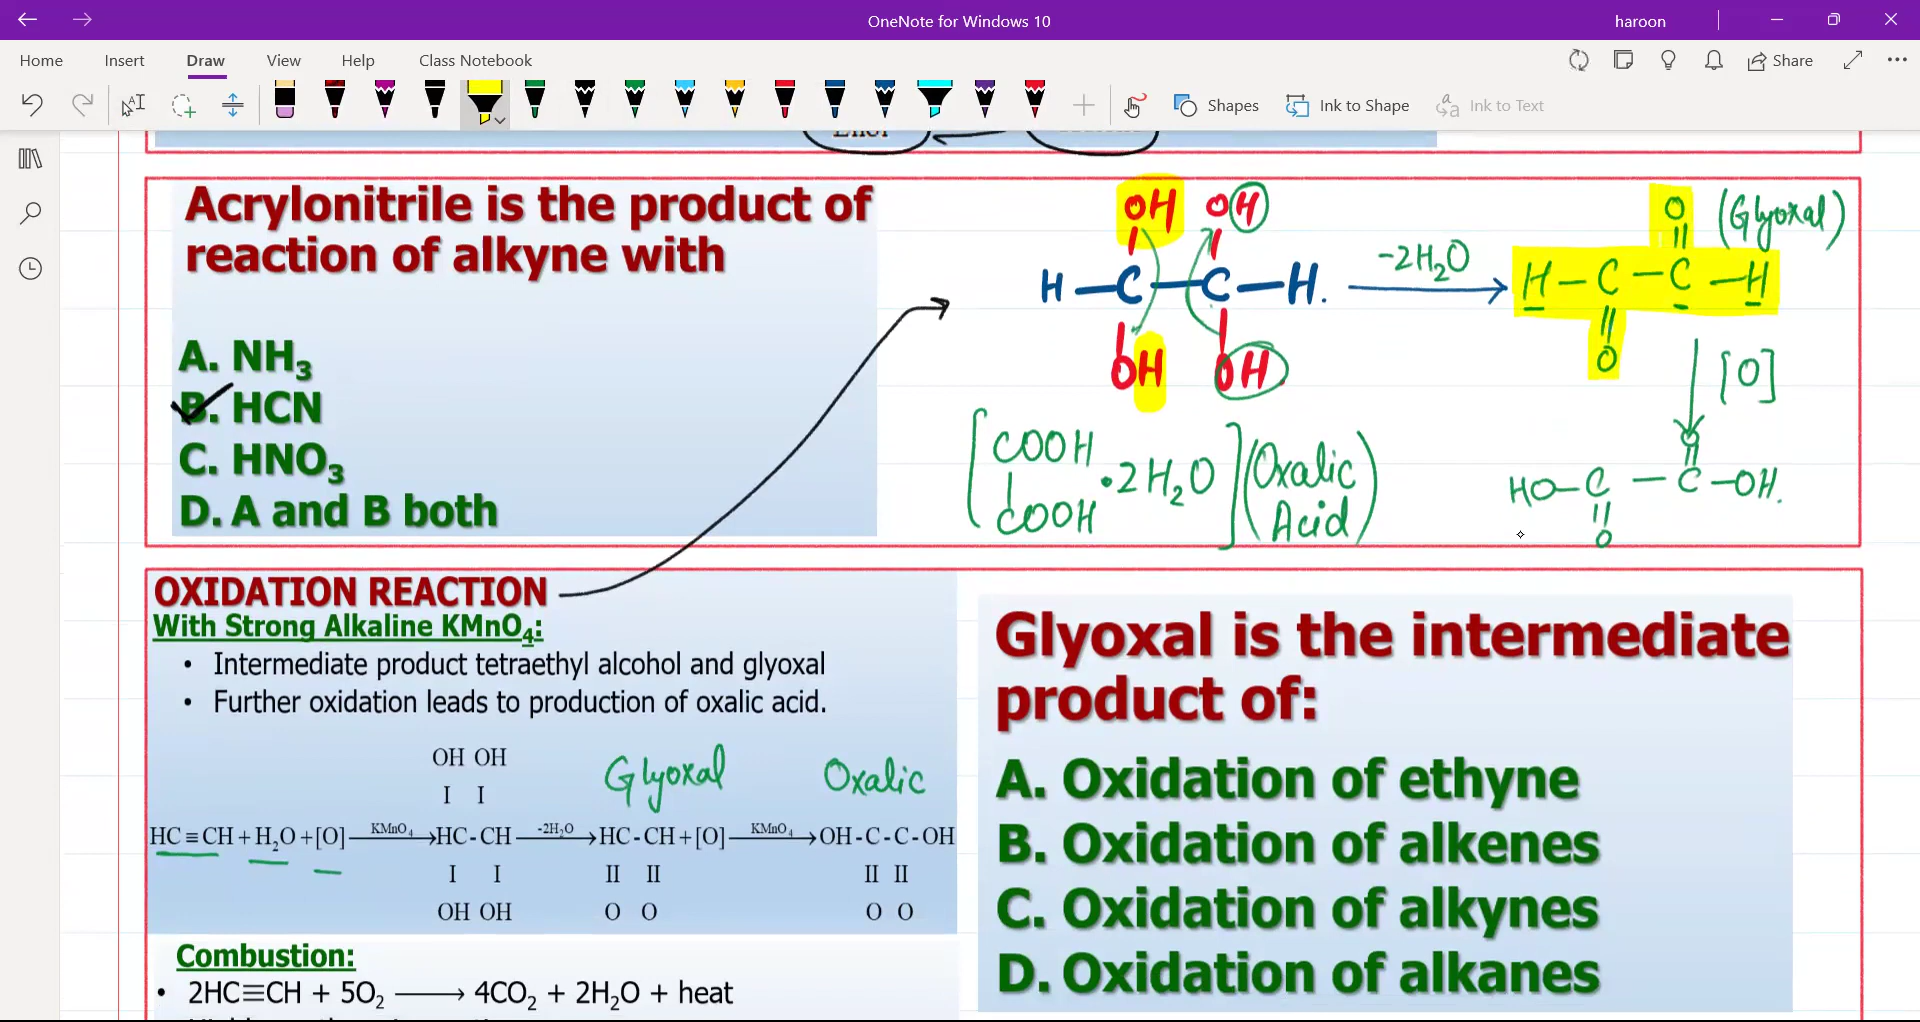 OneNote for Windows 10
haroon
Home Insert Draw View Help Class Notebook
Share
Shapes Ink to Shape Ink to Text
Acrylonitrile is the product of
reaction of alkyne with
A. NH₃
B. HCN
C. HNO₃
D. A and B both
OH OH
H — C — C — H.
OH OH
-2H₂O
O
(Glyoxal)
H — C — C — H
O
[O]
COOH
COOH
• 2H₂O
(Oxalic
Acid)
O
HO — C — C — OH.
O
OXIDATION REACTION
With Strong Alkaline KMnO₄:
• Intermediate product tetraethyl alcohol and glyoxal
• Further oxidation leads to production of oxalic acid.
OH OH
Glyoxal Oxalic
I I
HC ≡ CH + H₂O + [O] KMnO₄ → HC - CH -2H₂O → HC - CH + [O] KMnO₄ → OH - C - C - OH
I I II II II II
OH OH O O O O
Combustion:
• 2HC≡CH + 5O₂ ⟶ 4CO₂ + 2H₂O + heat
Glyoxal is the intermediate
product of:
A. Oxidation of ethyne
B. Oxidation of alkenes
C. Oxidation of alkynes
D. Oxidation of alkanes